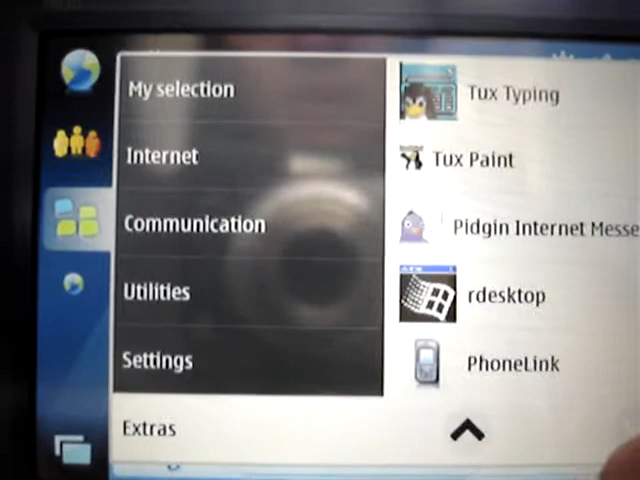 My selection
Internet
Communication
Utilities
Settings
Extras
Tux Typing
Tux Paint
Pidgin Internet Messe
rdesktop
PhoneLink